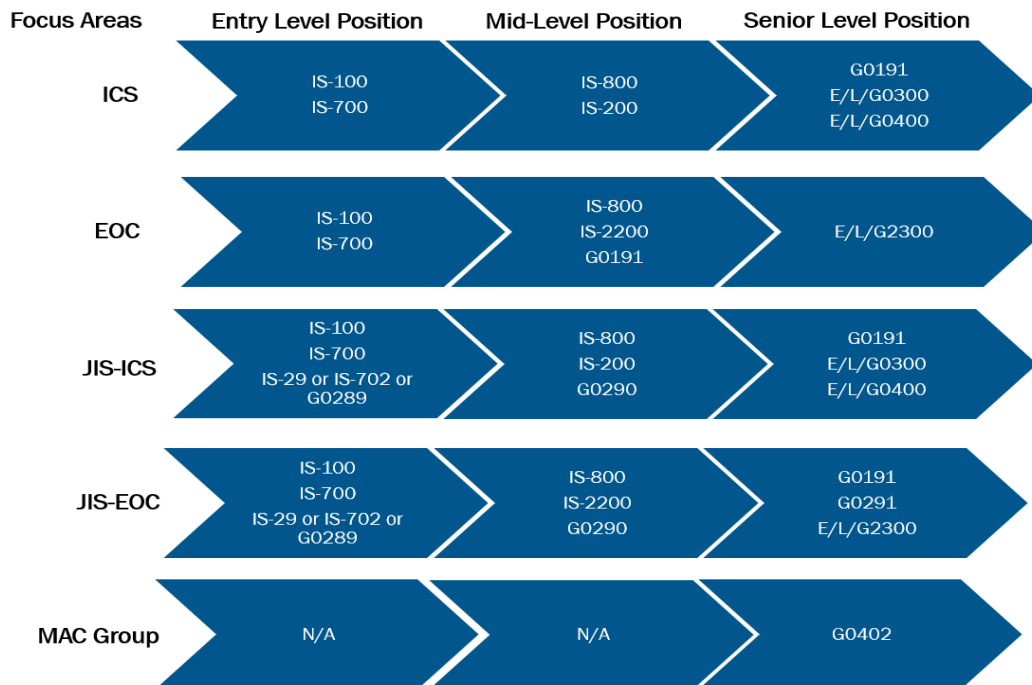 Focus Areas
Entry Level Position
Mid-Level Position
Senior Level Position
ICS
IS-100
IS-700
IS-800
IS-200
G0191
E/L/G0300
E/L/G0400
EOC
IS-100
IS-700
IS-800
IS-2200
G0191
E/L/G2300
JIS-ICS
IS-100
IS-700
IS-29 or IS-702 or
G0289
IS-800
IS-200
G0290
G0191
E/L/G0300
E/L/G0400
JIS-EOC
IS-100
IS-700
IS-29 or IS-702 or
G0289
IS-800
IS-2200
G0290
G0191
G0291
E/L/G2300
MAC Group
N/A
N/A
G0402